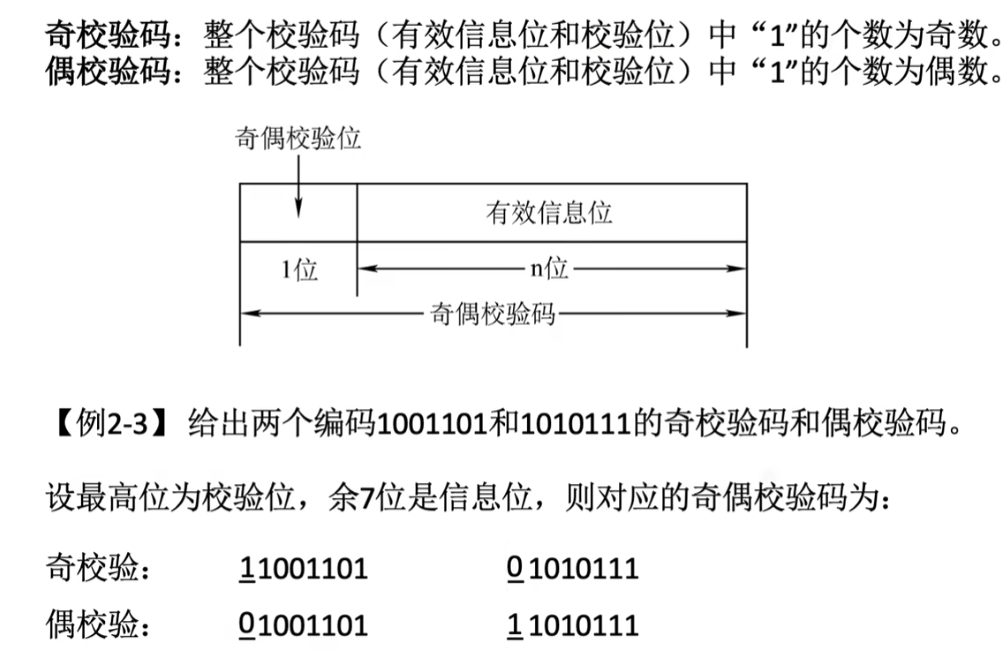 奇校验码：整个校验码（有效信息位和校验位）中“1”的个数为奇数。
偶校验码：整个校验码（有效信息位和校验位）中“1”的个数为偶数。
奇偶校验位
有效信息位
1位
n位
奇偶校验码
【例2-3】 给出两个编码1001101和1010111的奇校验码和偶校验码。
设最高位为校验位，余7位是信息位，则对应的奇偶校验码为：
奇校验： 11001101 01010111
偶校验： 01001101 11010111